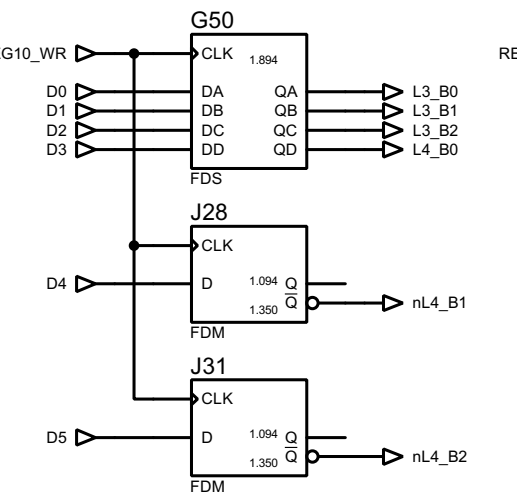 G50
G10_WR CLK 1.894 RE
D0 DA QA L3_B0
D1 DB QB L3_B1
D2 DC QC L3_B2
D3 DD QD L4_B0
FDS
J28
CLK
D4 D 1.094 Q
1.350 Q nL4_B1
FDM
J31
CLK
D5 D 1.094 Q
1.350 Q nL4_B2
FDM